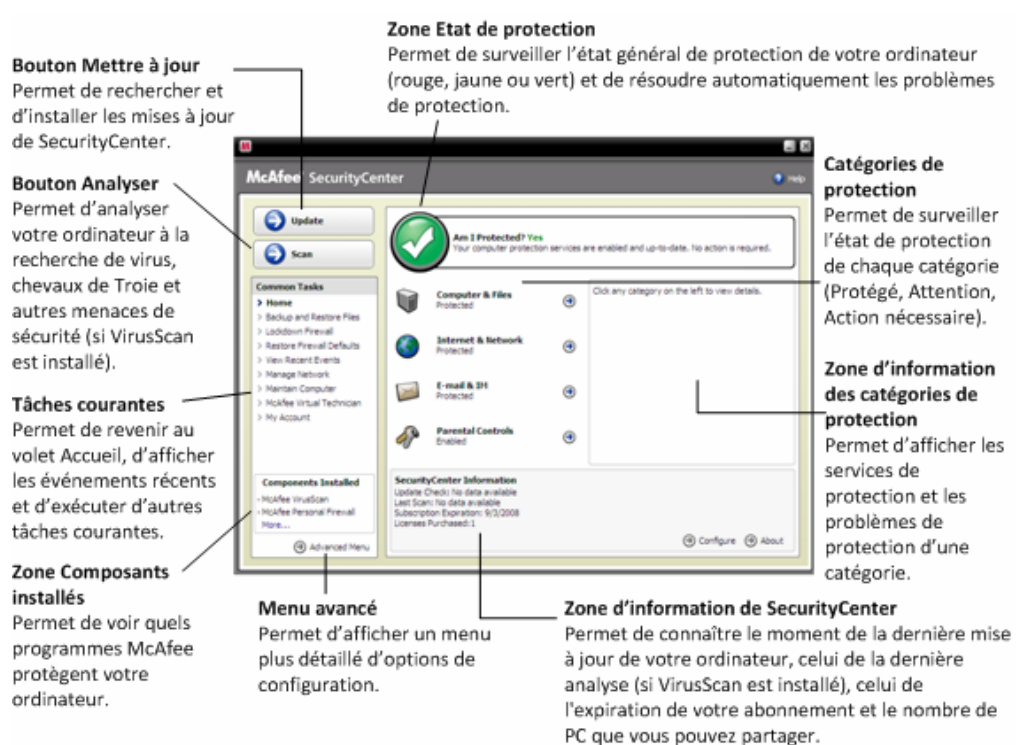 Zone Etat de protection
Permet de surveiller l'état général de protection de votre ordinateur
(rouge, jaune ou vert) et de résoudre automatiquement les problèmes
de protection.
Bouton Mettre à jour
Permet de rechercher et
d'installer les mises à jour
de SecurityCenter.
Bouton Analyser
Permet d'analyser
votre ordinateur à la
recherche de virus,
chevaux de Troie et
autres menaces de
sécurité (si VirusScan
est installé).
Tâches courantes
Permet de revenir au
volet Accueil, d'afficher
les événements récents
et d'exécuter d'autres
tâches courantes.
Zone Composants
installés
Permet de voir quels
programmes McAfee
protègent votre
ordinateur.
McAfee SecurityCenter
Help
Update
Scan
Common Tasks
> Home
> Backup and Restore Files
> Lockdown Firewall
> Restore Firewall Defaults
> View Recent Events
> Manage Network
> Maintain Computer
> McAfee Virtual Technician
> My Account
Components Installed
- McAfee VirusScan
- McAfee Personal Firewall
More...
Advanced Menu
Am I Protected? Yes
Your computer protection services are enabled and up-to-date. No action is required.
Computer & Files
Protected
Internet & Network
Protected
E-mail & IM
Protected
Parental Controls
Enabled
Click any category on the left to view details.
SecurityCenter Information
Update Check: No data available
Last Scan: No data available
Subscription Expiration: 9/3/2008
Licenses Purchased:1
Configure
About
Catégories de
protection
Permet de surveiller
l'état de protection
de chaque catégorie
(Protégé, Attention,
Action nécessaire).
Zone d'information
des catégories de
protection
Permet d'afficher les
services de
protection et les
problèmes de
protection d'une
catégorie.
Menu avancé
Permet d'afficher un menu
plus détaillé d'options de
configuration.
Zone d'information de SecurityCenter
Permet de connaître le moment de la dernière mise
à jour de votre ordinateur, celui de la dernière
analyse (si VirusScan est installé), celui de
l'expiration de votre abonnement et le nombre de
PC que vous pouvez partager.